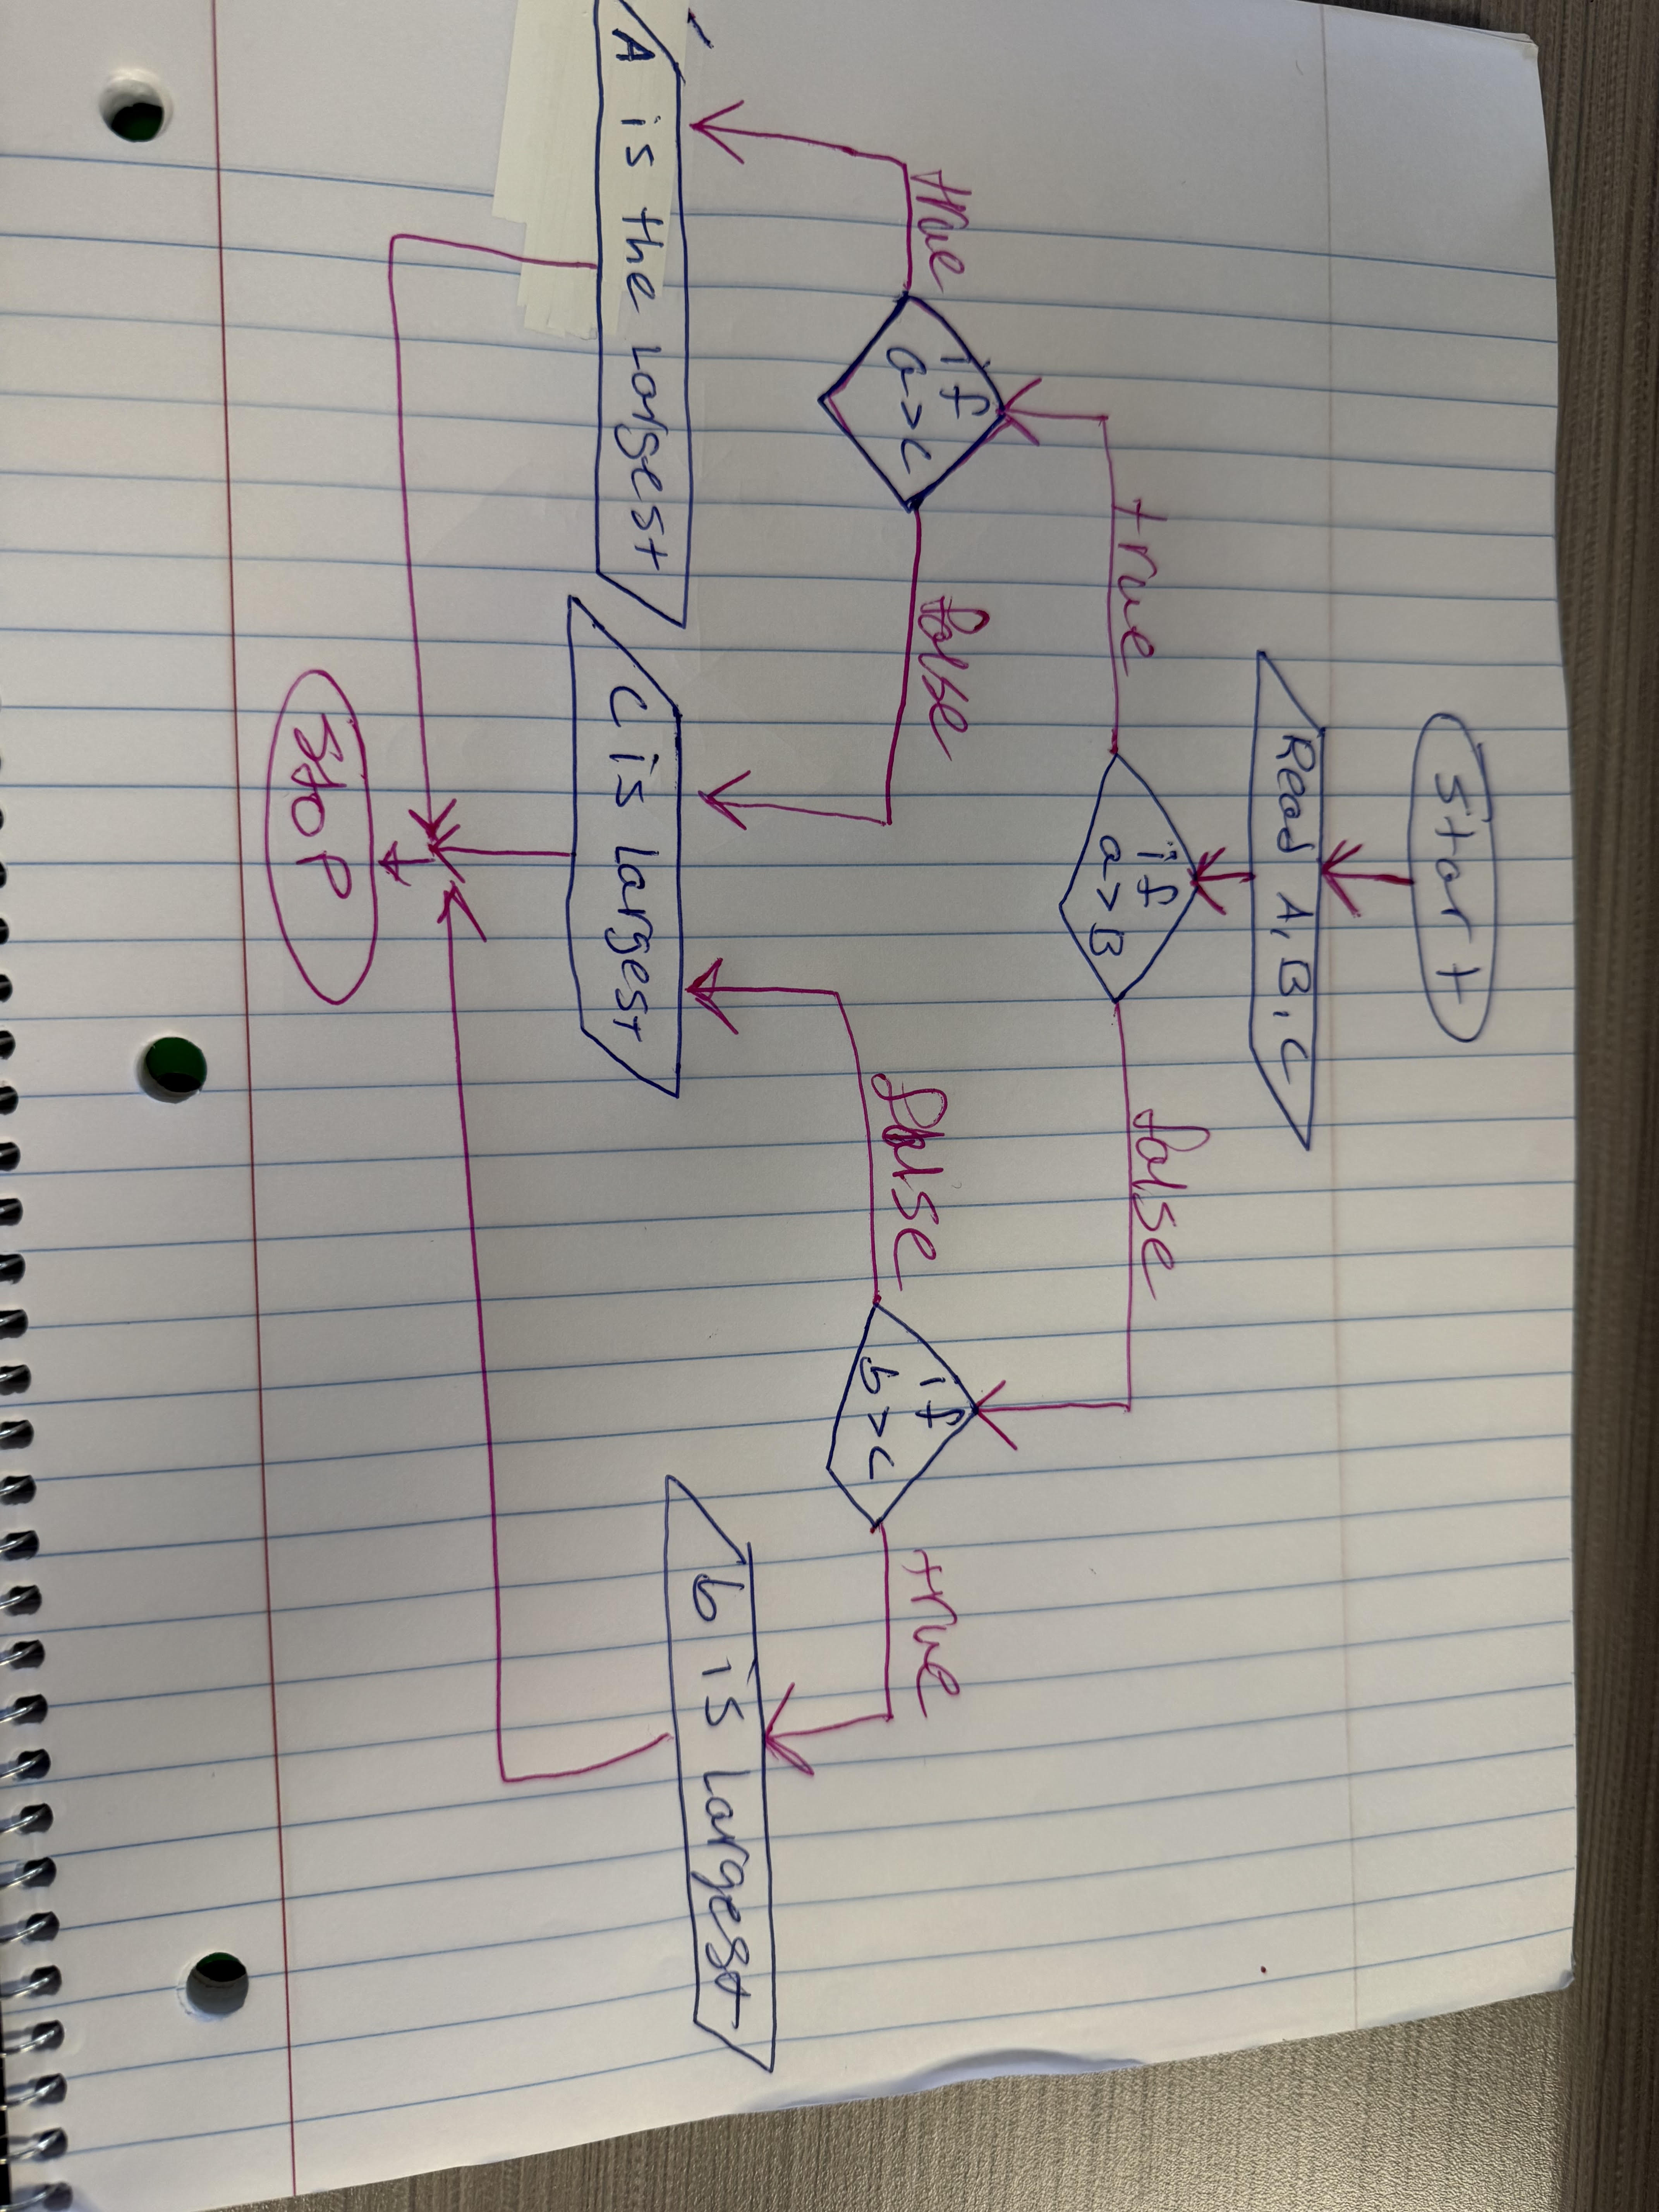 Start
Read A, B, C
if
a>B
true
false
if
a>c
true
false
if
b>c
false
true
A is the Largest
C is Largest
b is Largest
Stop